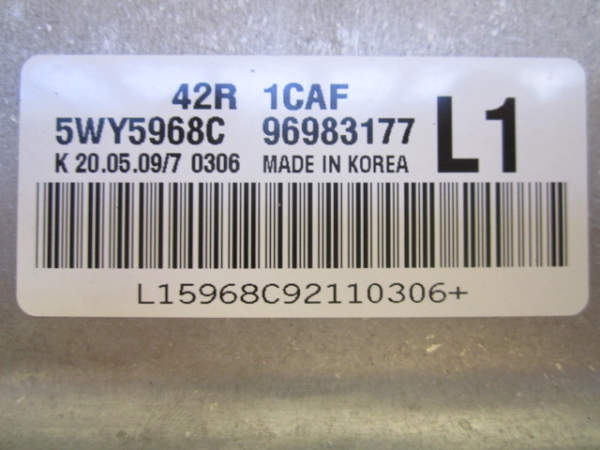 42R 1CAF
5WY5968C 96983177 L1
K 20.05.09/7 0306 MADE IN KOREA
L15968C92110306+